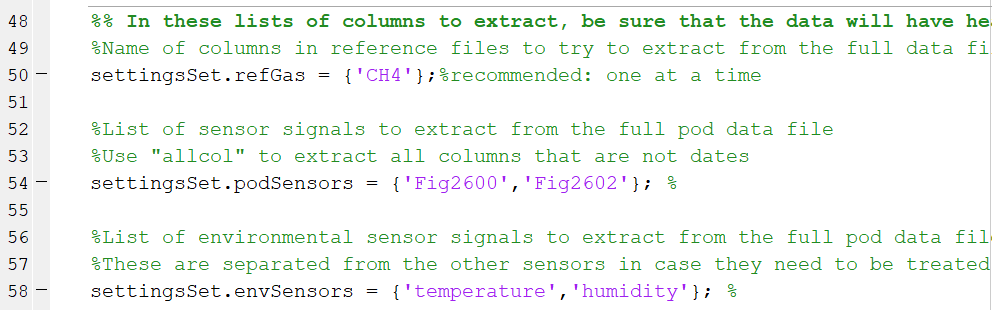 48 %% In these lists of columns to extract, be sure that the data will have
49 %Name of columns in reference files to try to extract from the full data
50 – settingsSet.refGas = {'CH4'};%recommended: one at a time
51
52 %List of sensor signals to extract from the full pod data file
53 %Use "allcol" to extract all columns that are not dates
54 – settingsSet.podSensors = {'Fig2600','Fig2602'}; %
55
56 %List of environmental sensor signals to extract from the full pod data
57 %These are separated from the other sensors in case they need to be treated
58 – settingsSet.envSensors = {'temperature','humidity'}; %